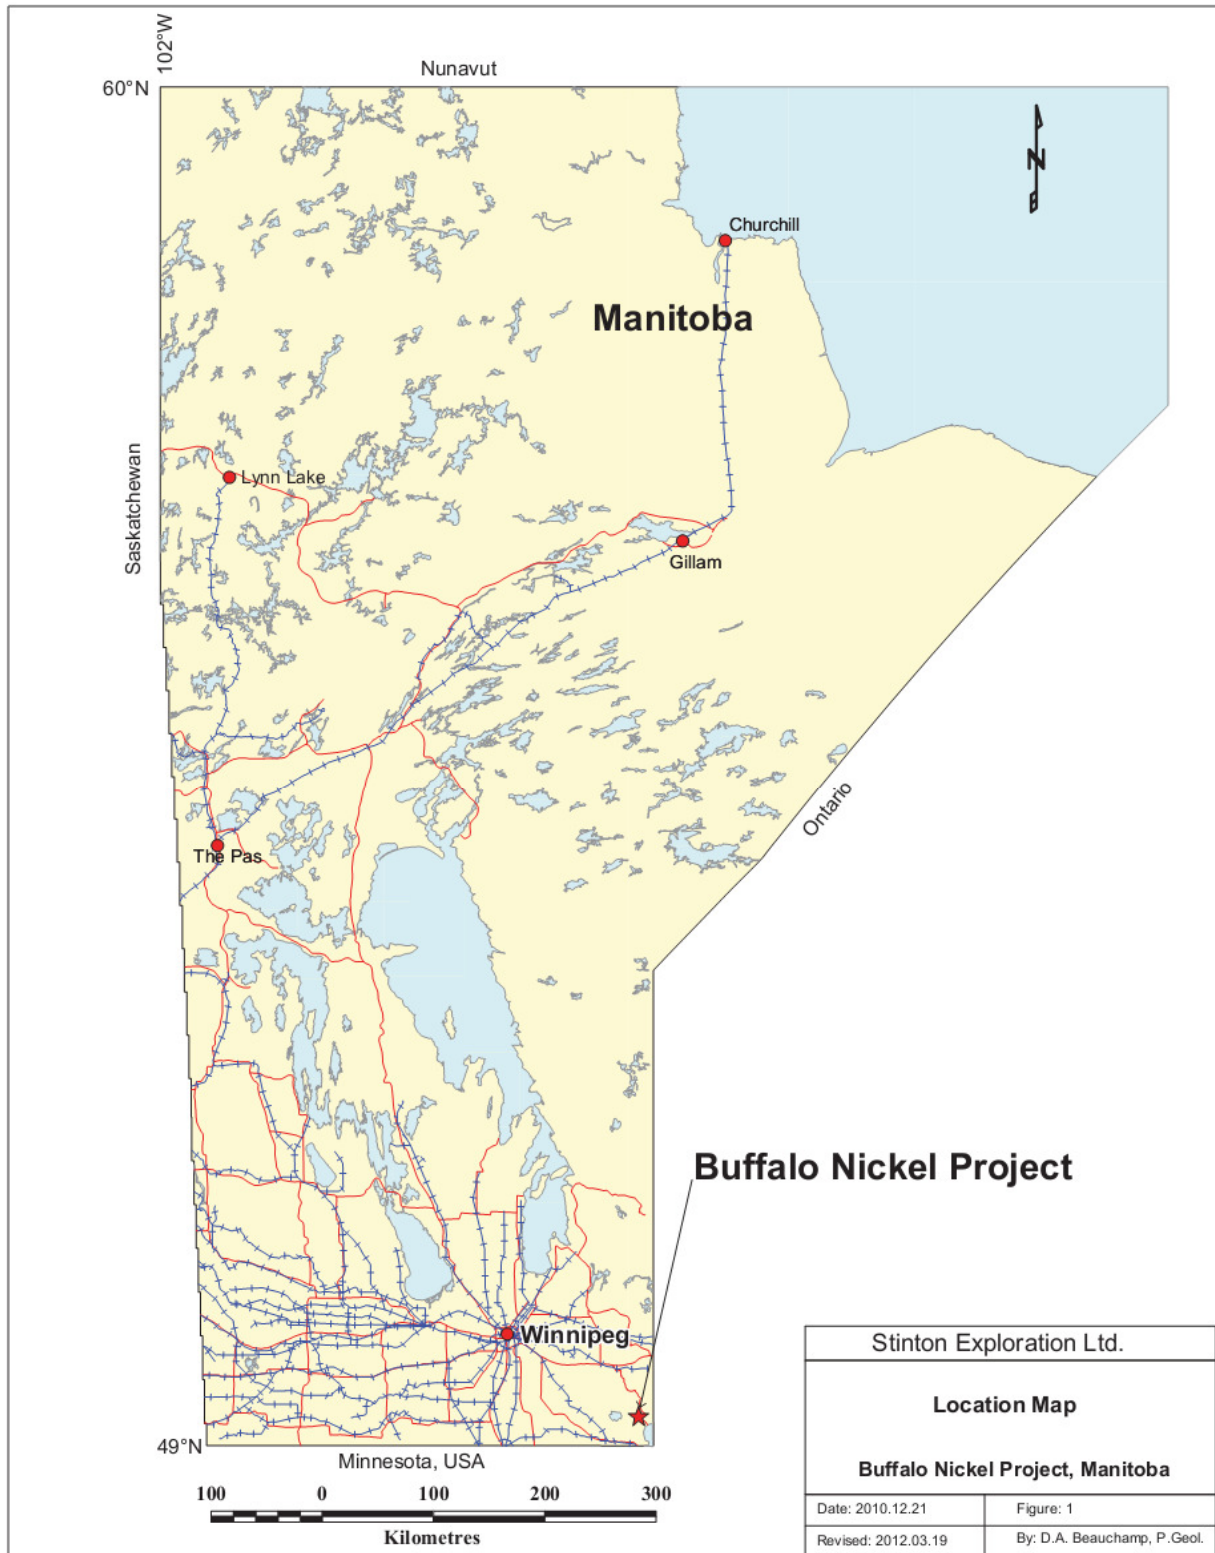 102°W
Nunavut
60°N
N
Churchill
Manitoba
Saskatchewan
Lynn Lake
Gillam
Ontario
The Pas
Buffalo Nickel Project
Winnipeg
49°N
Minnesota, USA
100 0 100 200 300
Kilometres
Stinton Exploration Ltd.
Location Map
Buffalo Nickel Project, Manitoba
Date: 2010.12.21 Figure: 1
Revised: 2012.03.19 By: D.A. Beauchamp, P.Geol.